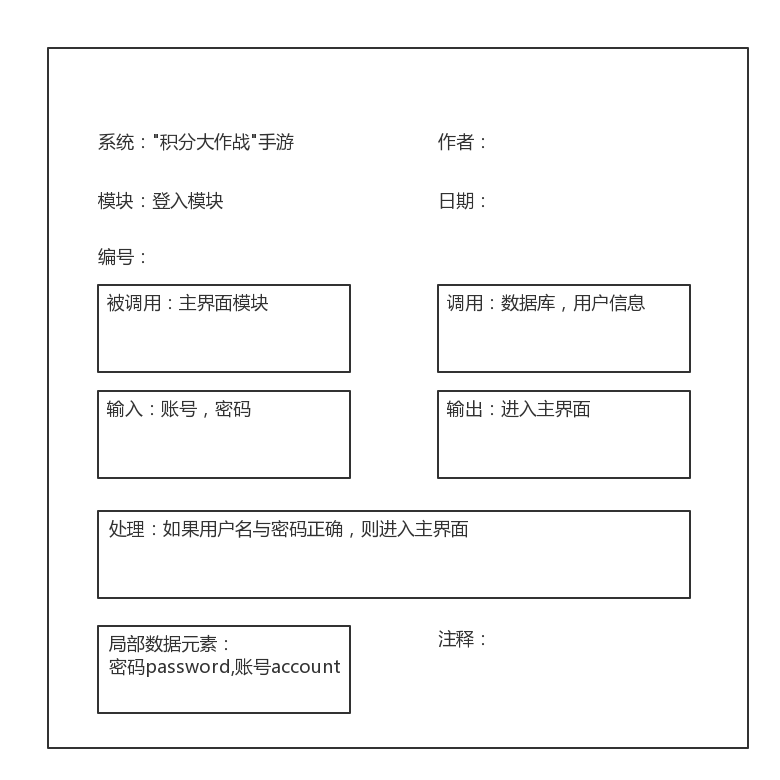 系统："积分大作战"手游
作者：
模块：登入模块
日期：
编号：
被调用：主界面模块
调用：数据库，用户信息
输入：账号，密码
输出：进入主界面
处理：如果用户名与密码正确，则进入主界面
局部数据元素：
密码password,账号account
注释：